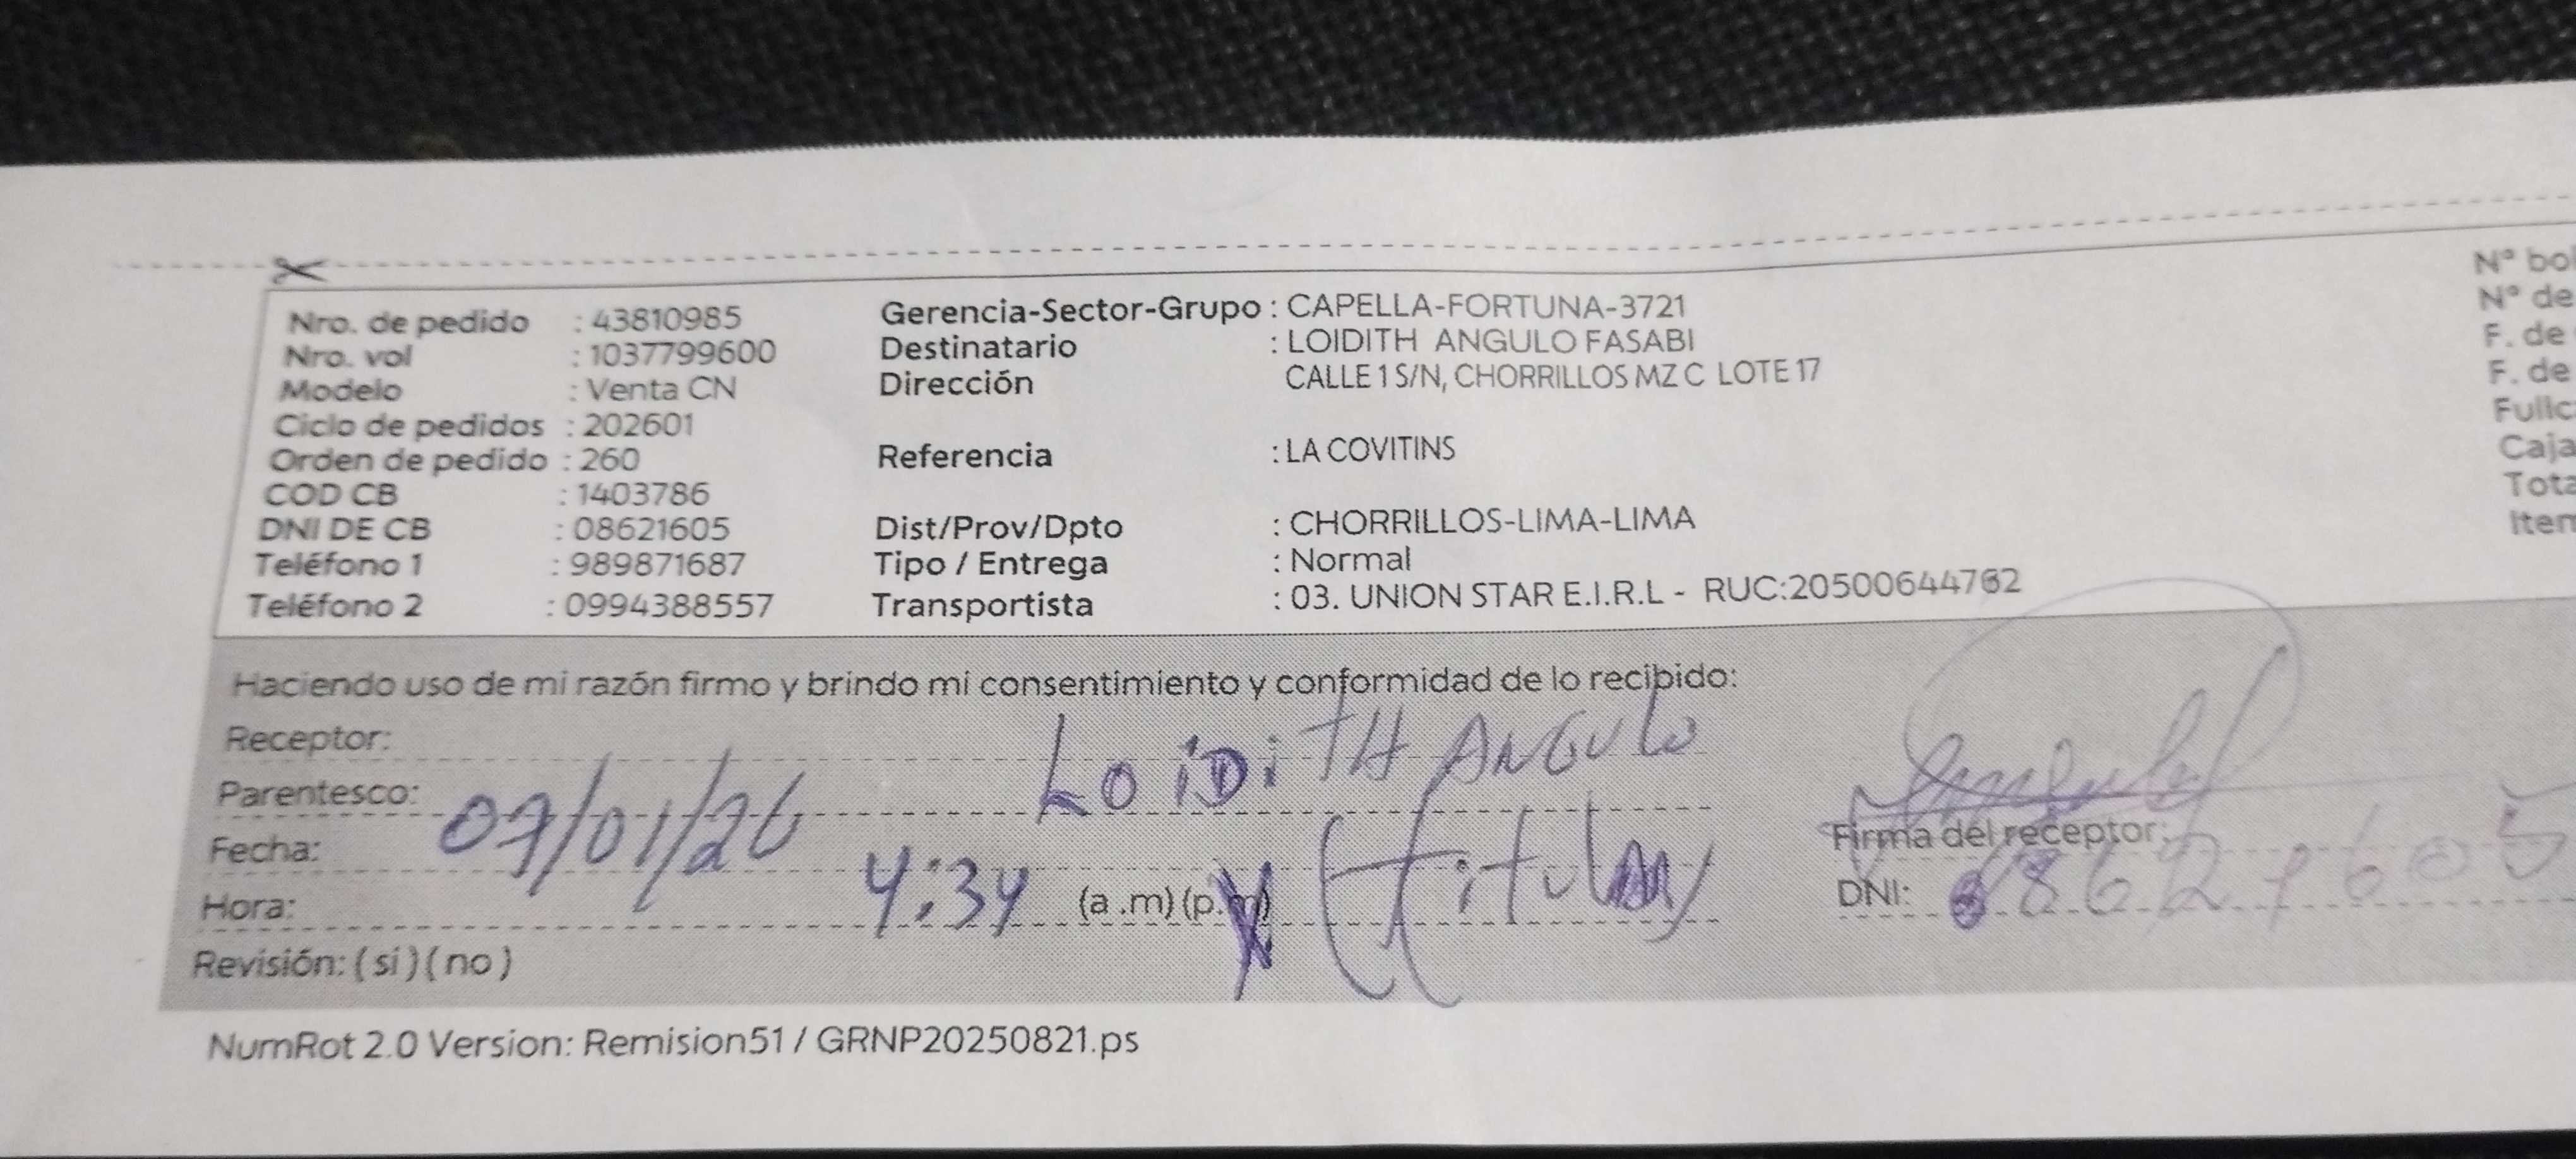 Nro. de pedido : 43810985
Nro. vol : 1037799600
Modelo : Venta CN
Ciclo de pedidos : 202601
Orden de pedido : 260
COD CB : 1403786
DNI DE CB : 08621605
Teléfono 1 : 989871687
Teléfono 2 : 0994388557
Gerencia-Sector-Grupo : CAPELLA-FORTUNA-3721
Destinatario : LOIDITH ANGULO FASABI
Dirección CALLE 1 S/N, CHORRILLOS MZ C LOTE 17
Referencia : LA COVITINS
Dist/Prov/Dpto : CHORRILLOS-LIMA-LIMA
Tipo / Entrega : Normal
Transportista : 03. UNION STAR E.I.R.L - RUC:20500644762
N° bol
N° de
F. de
F. de
Fullc
Caja
Tota
Item
Haciendo uso de mi razón firmo y brindo mi consentimiento y conformidad de lo recibido:
Receptor: LOIDITH ANGULO
Parentesco: (titular)
Fecha: 07/01/26
Hora: 4:34 (a .m) (p.m)
Revisión: ( si ) ( no )
Firma del receptor:
DNI: 08621605
NumRot 2.0 Version: Remision51 / GRNP20250821.ps